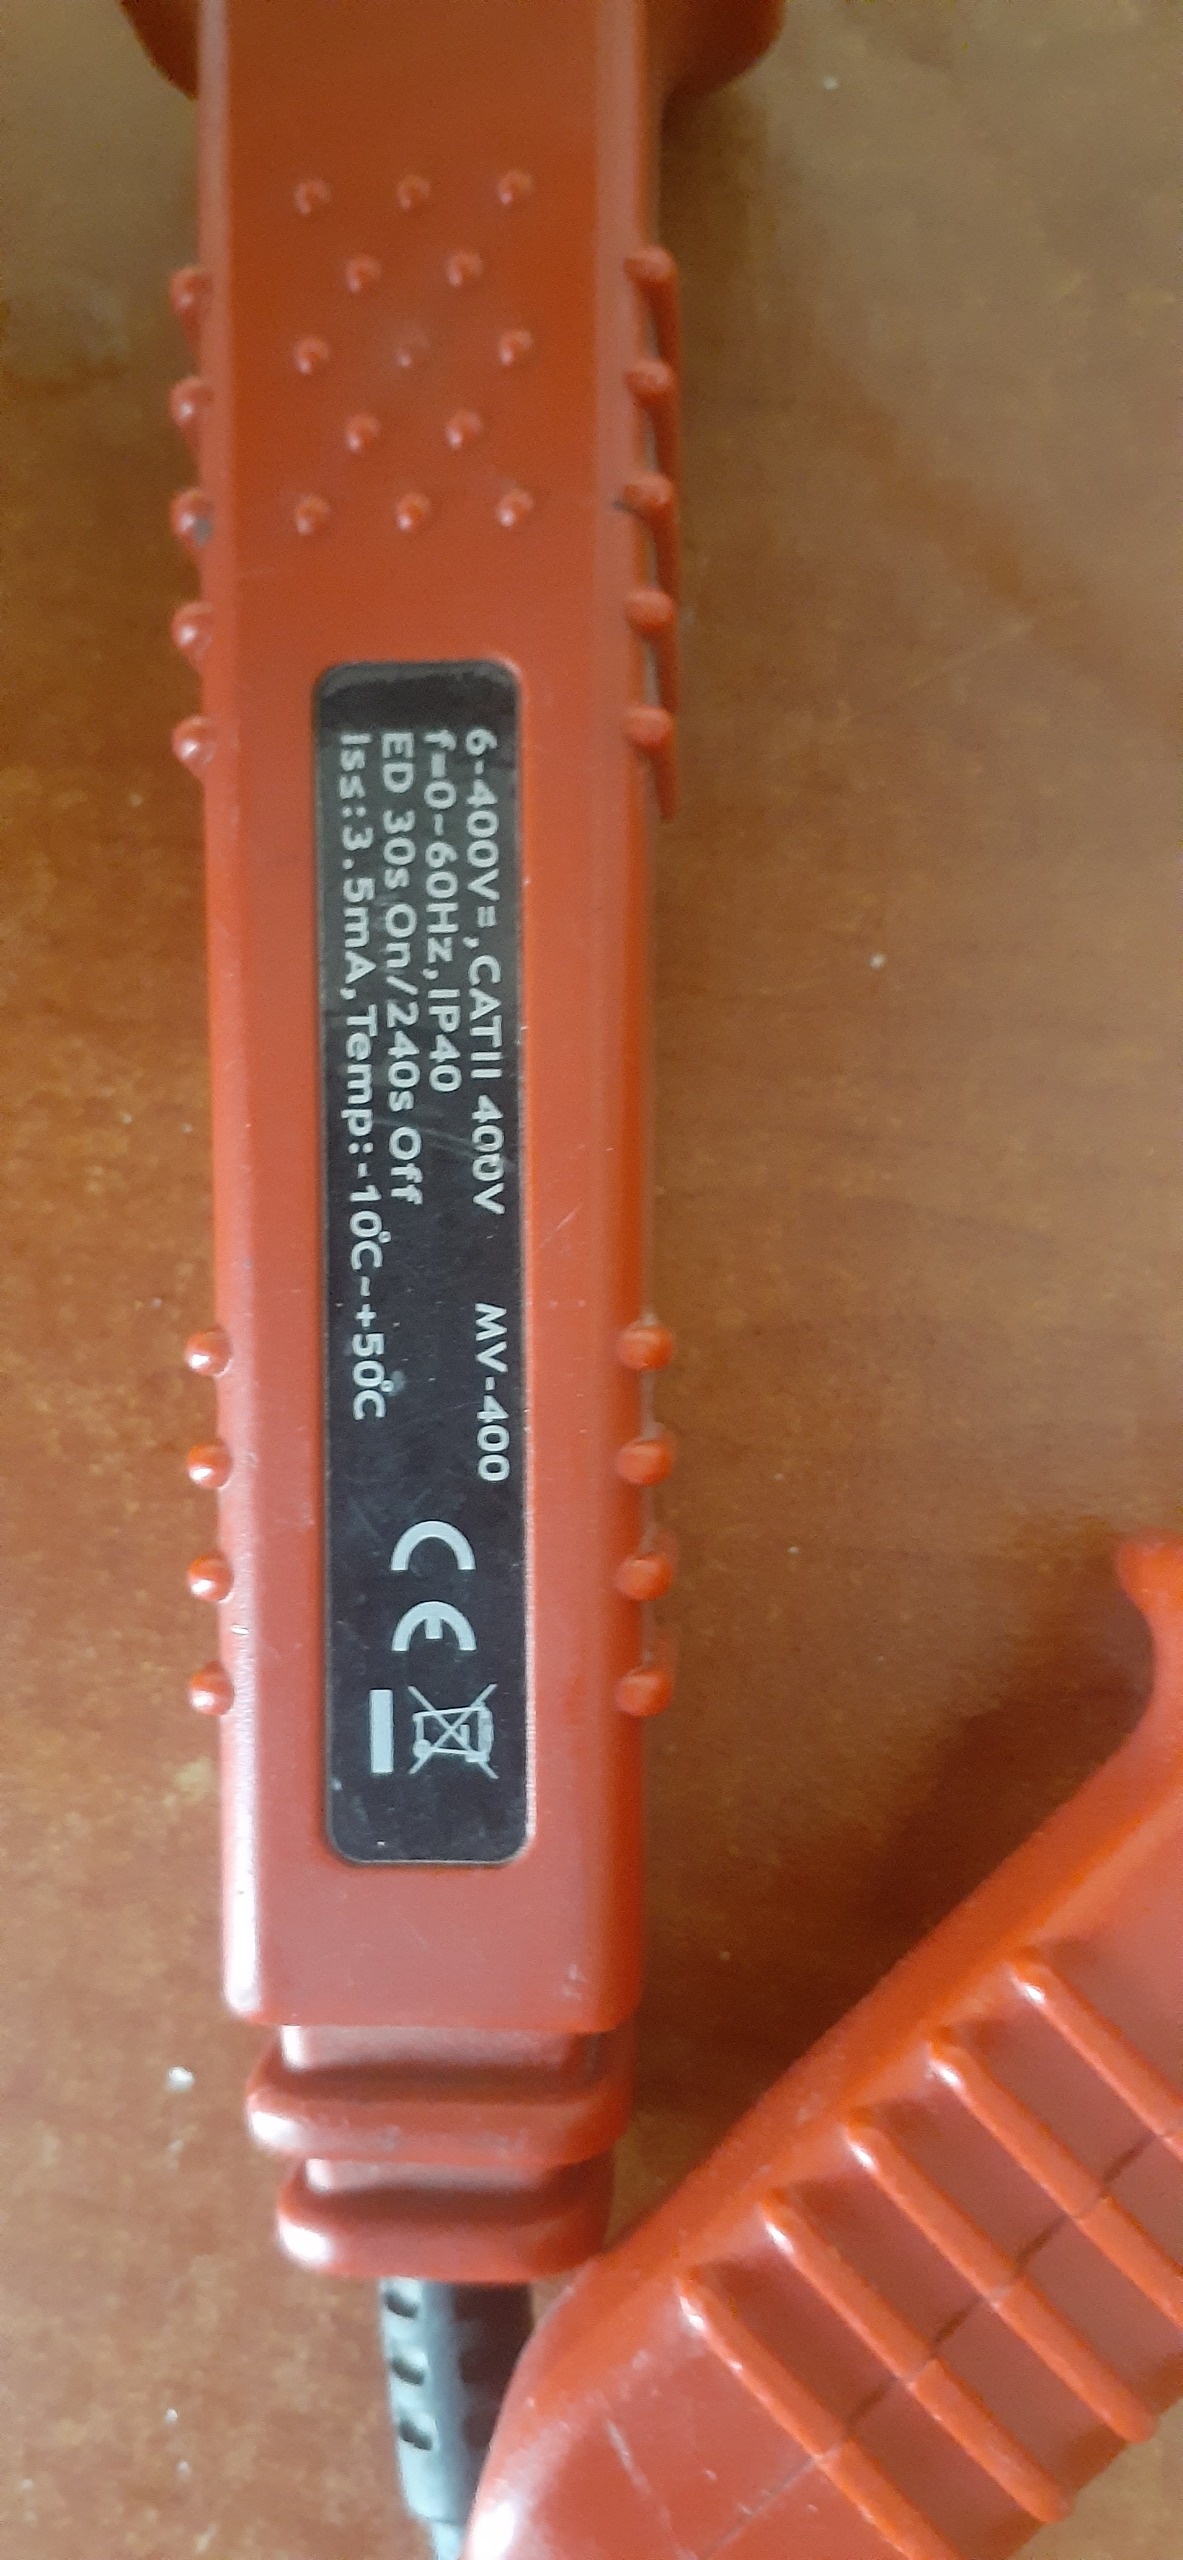 6-400V=,CATII 400V MV-400
f=0~60Hz,IP40
ED 30s On/240s Off
Iss:3.5mA,Temp:-10°C~+50°C
CE